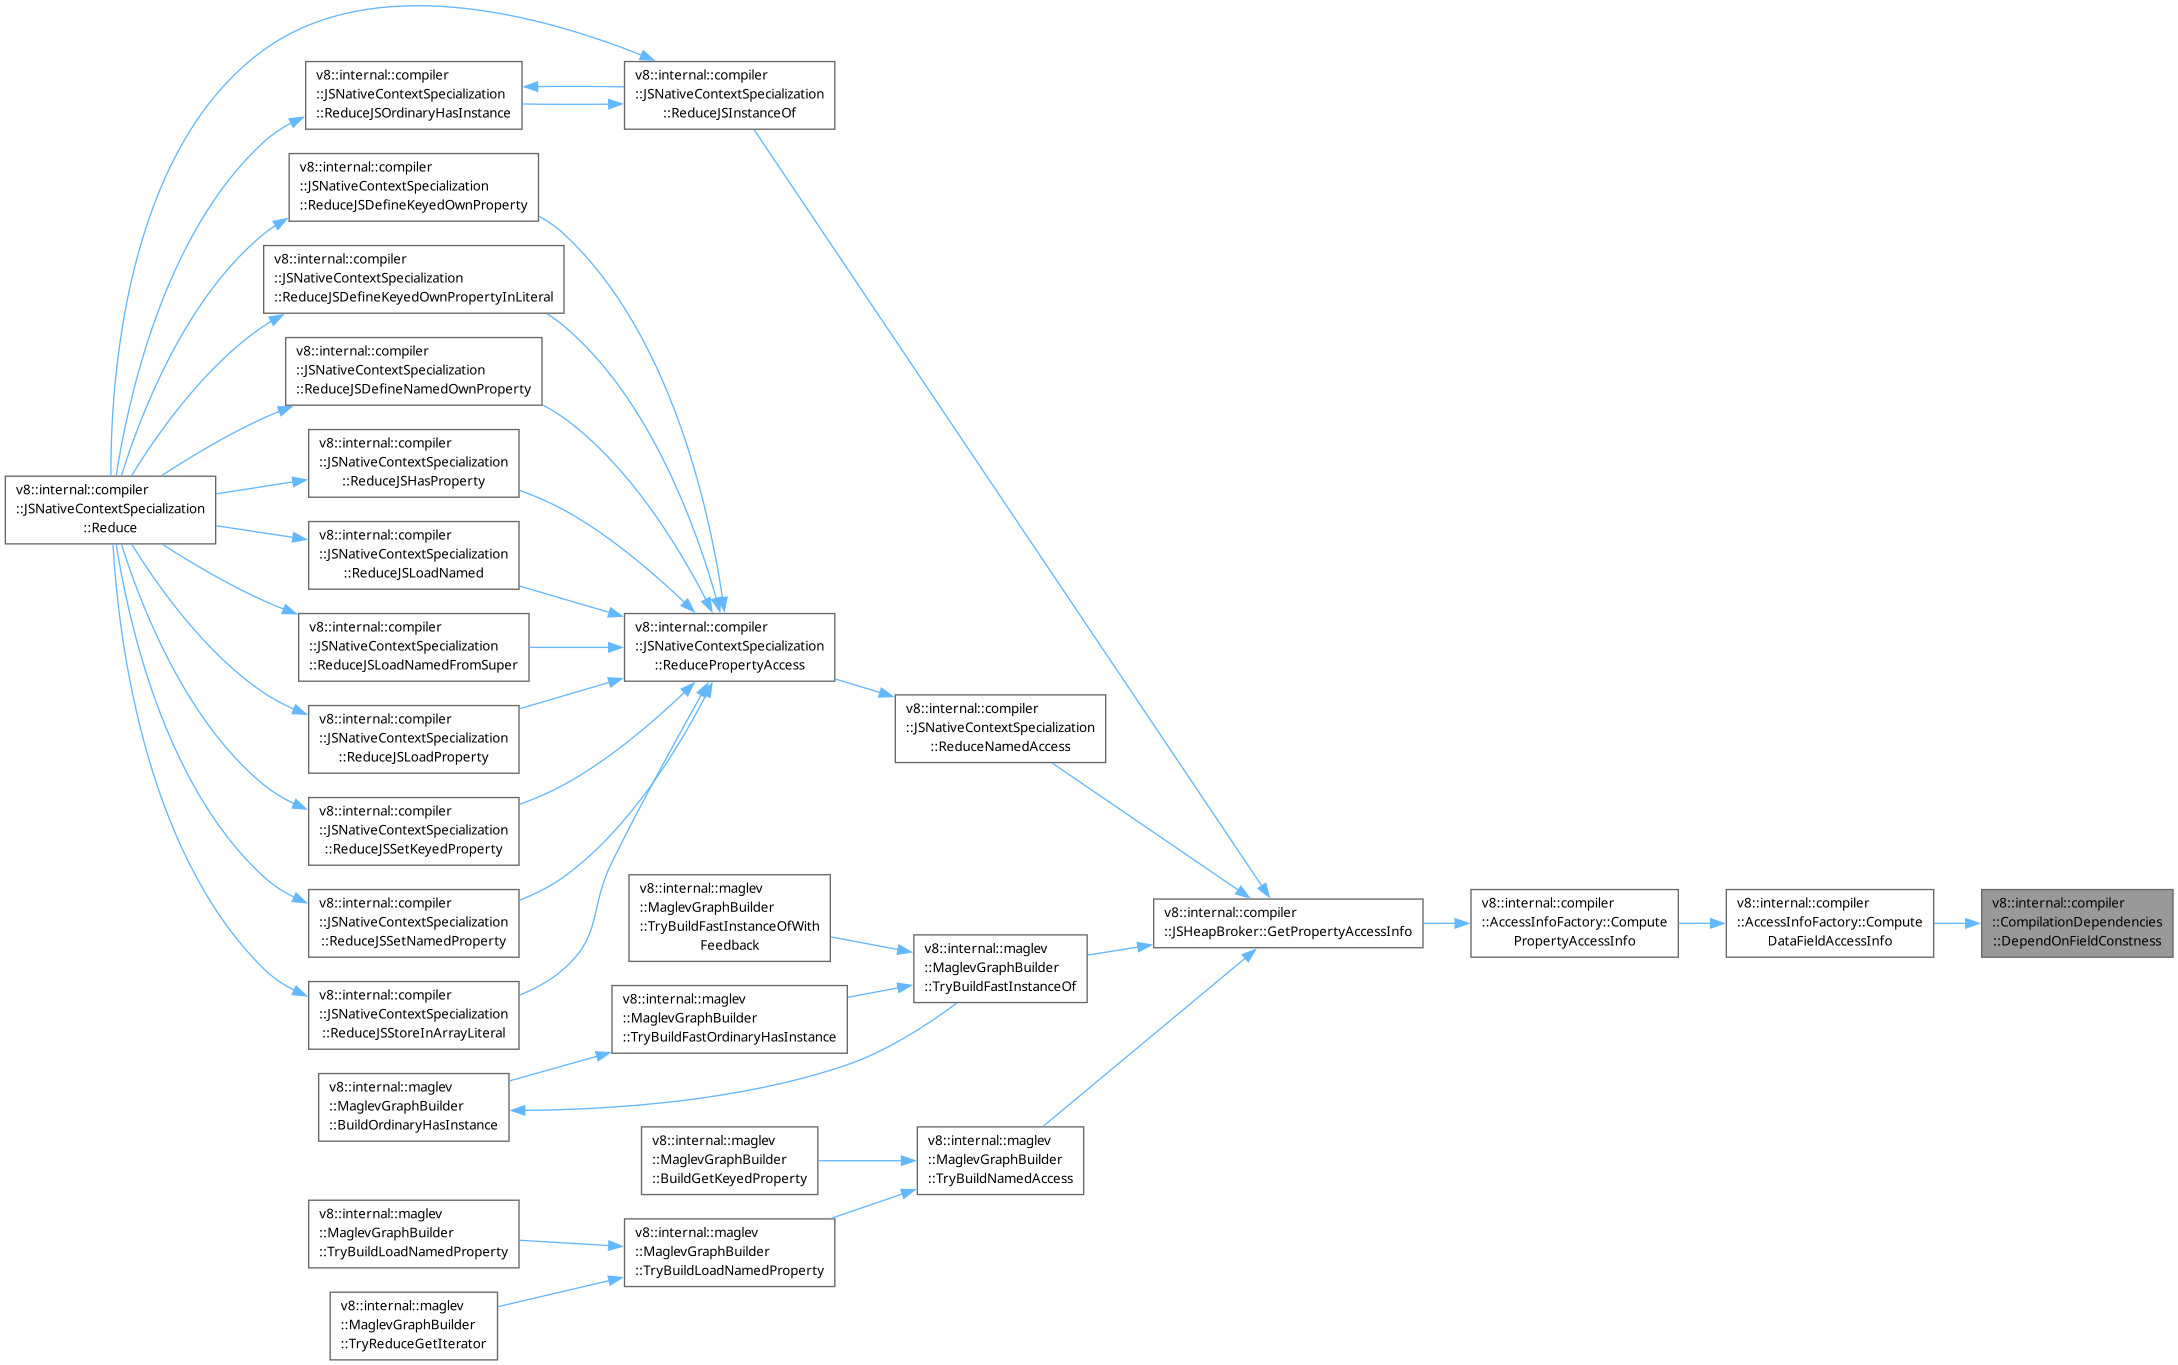 v8::internal::compiler
::JSNativeContextSpecialization
::ReduceJSOrdinaryHasInstance
v8::internal::compiler
::JSNativeContextSpecialization
::ReduceJSInstanceOf
v8::internal::compiler
::JSNativeContextSpecialization
::ReduceJSDefineKeyedOwnProperty
v8::internal::compiler
::JSNativeContextSpecialization
::ReduceJSDefineKeyedOwnPropertyInLiteral
v8::internal::compiler
::JSNativeContextSpecialization
::ReduceJSDefineNamedOwnProperty
v8::internal::compiler
::JSNativeContextSpecialization
::ReduceJSHasProperty
v8::internal::compiler
::JSNativeContextSpecialization
::Reduce
v8::internal::compiler
::JSNativeContextSpecialization
::ReduceJSLoadNamed
v8::internal::compiler
::JSNativeContextSpecialization
::ReduceJSLoadNamedFromSuper
v8::internal::compiler
::JSNativeContextSpecialization
::ReducePropertyAccess
v8::internal::compiler
::JSNativeContextSpecialization
::ReduceNamedAccess
v8::internal::compiler
::JSNativeContextSpecialization
::ReduceJSLoadProperty
v8::internal::compiler
::JSNativeContextSpecialization
::ReduceJSSetKeyedProperty
v8::internal::compiler
::JSNativeContextSpecialization
::ReduceJSSetNamedProperty
v8::internal::maglev
::MaglevGraphBuilder
::TryBuildFastInstanceOfWith
Feedback
v8::internal::compiler
::JSHeapBroker::GetPropertyAccessInfo
v8::internal::compiler
::AccessInfoFactory::Compute
PropertyAccessInfo
v8::internal::compiler
::AccessInfoFactory::Compute
DataFieldAccessInfo
v8::internal::compiler
::CompilationDependencies
::DependOnFieldConstness
v8::internal::maglev
::MaglevGraphBuilder
::TryBuildFastInstanceOf
v8::internal::compiler
::JSNativeContextSpecialization
::ReduceJSStoreInArrayLiteral
v8::internal::maglev
::MaglevGraphBuilder
::TryBuildFastOrdinaryHasInstance
v8::internal::maglev
::MaglevGraphBuilder
::BuildOrdinaryHasInstance
v8::internal::maglev
::MaglevGraphBuilder
::BuildGetKeyedProperty
v8::internal::maglev
::MaglevGraphBuilder
::TryBuildNamedAccess
v8::internal::maglev
::MaglevGraphBuilder
::TryBuildLoadNamedProperty
v8::internal::maglev
::MaglevGraphBuilder
::TryBuildLoadNamedProperty
v8::internal::maglev
::MaglevGraphBuilder
::TryReduceGetIterator